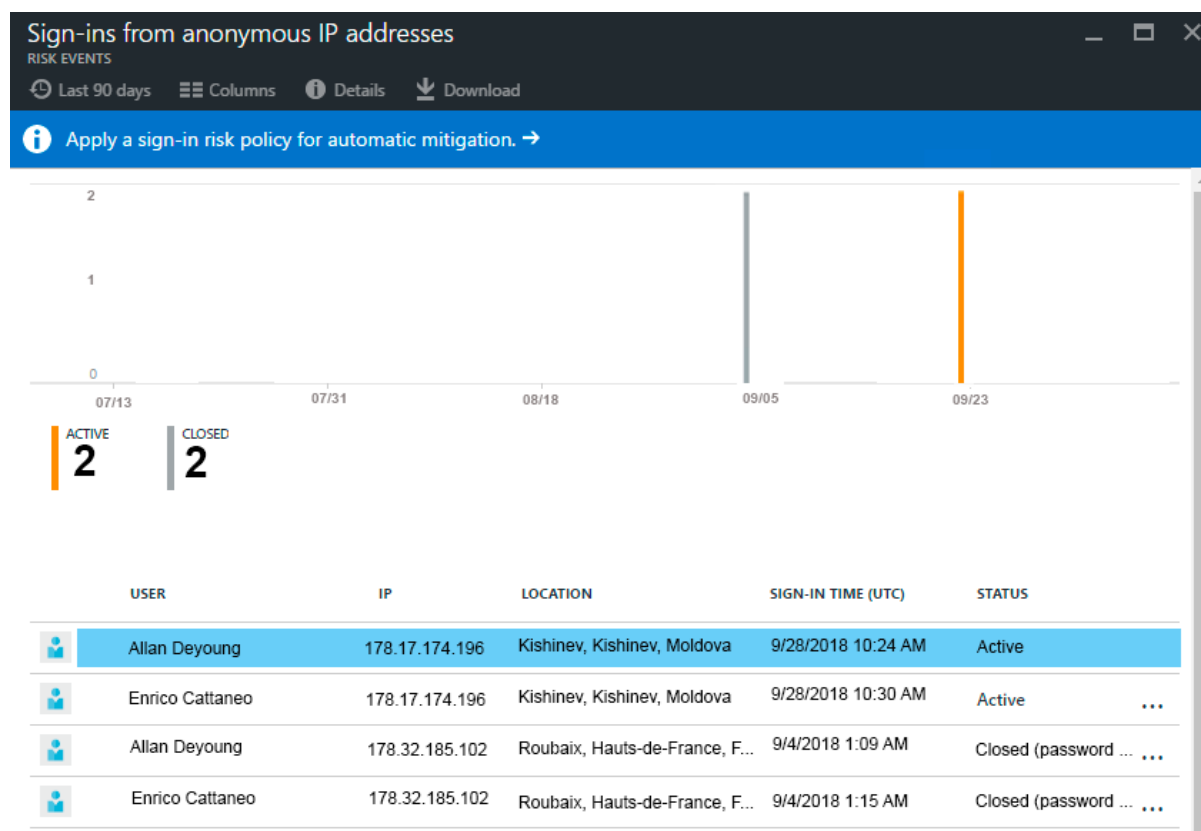 Sign-ins from anonymous IP addresses
RISK EVENTS
Last 90 days Columns Details Download
Apply a sign-in risk policy for automatic mitigation. →
2
1
0
07/13 07/31 08/18 09/05 09/23
ACTIVE CLOSED
2 2
USER IP LOCATION SIGN-IN TIME (UTC) STATUS
Allan Deyoung 178.17.174.196 Kishinev, Kishinev, Moldova 9/28/2018 10:24 AM Active
Enrico Cattaneo 178.17.174.196 Kishinev, Kishinev, Moldova 9/28/2018 10:30 AM Active ...
Allan Deyoung 178.32.185.102 Roubaix, Hauts-de-France, F... 9/4/2018 1:09 AM Closed (password ... ...
Enrico Cattaneo 178.32.185.102 Roubaix, Hauts-de-France, F... 9/4/2018 1:15 AM Closed (password ... ...